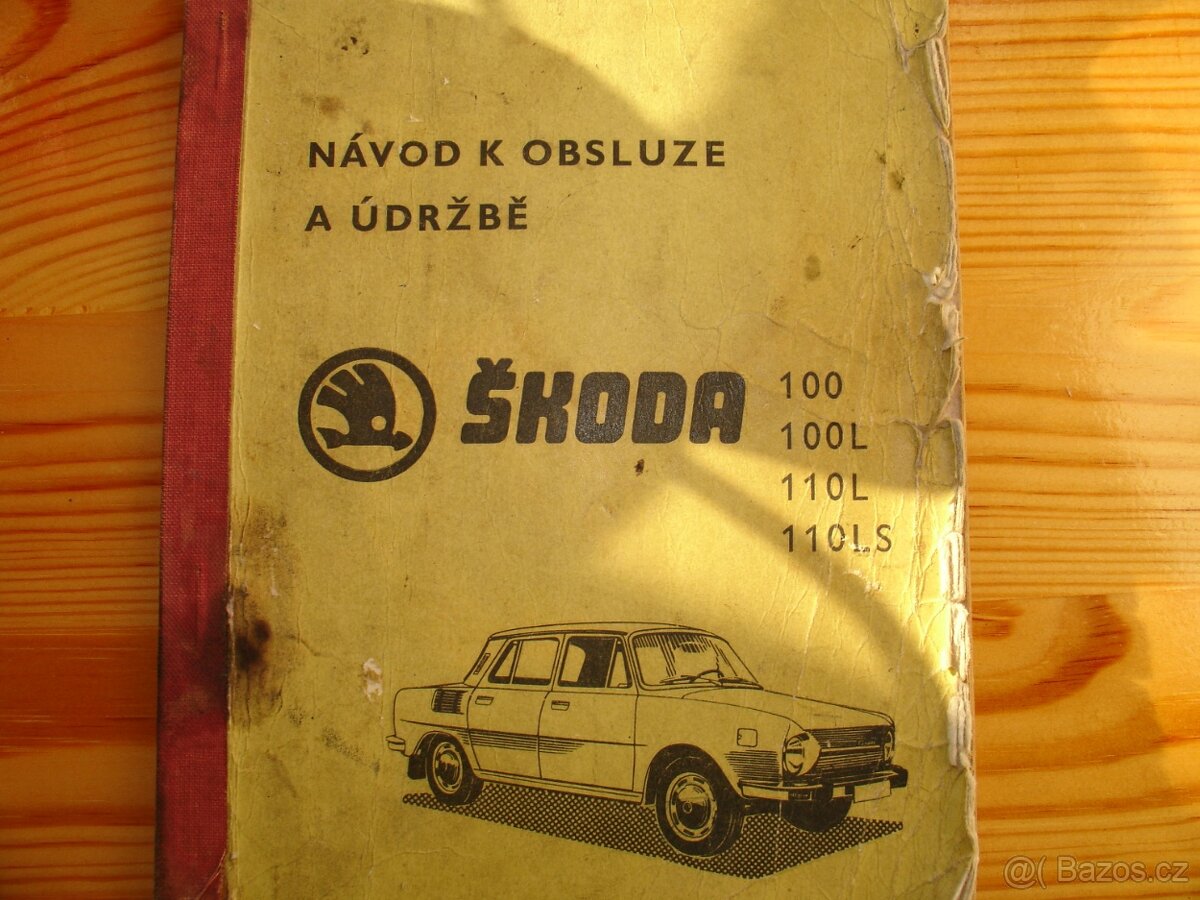 NÁVOD K OBSLUZE
A ÚDRŽBĚ
ŠKODA
100
100L
110L
110LS
@( Bazos.cz